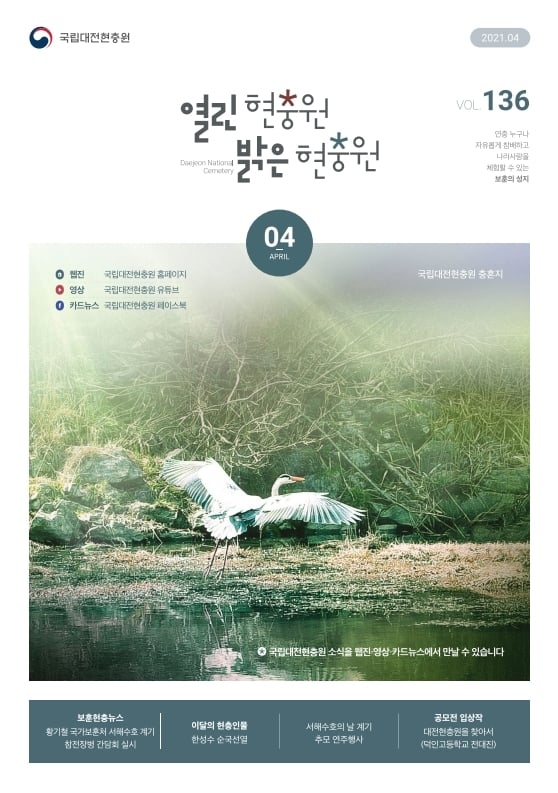 국립대전현충원
2021.04
VOL. 136
연중 누구나
자유롭게 참배하고
나라사랑을
체험할 수 있는
보훈의 성지
열린 현충원
밝은 현충원
Daejeon National
Cemetery
04
APRIL
웹진 국립대전현충원 홈페이지
영상 국립대전현충원 유튜브
카드뉴스 국립대전현충원 페이스북
국립대전현충원 충혼지
국립대전현충원 소식을 웹진/영상·카드뉴스에서 만날 수 있습니다
보훈현충뉴스
황기철 국가보훈처 서해수호 계기
참전장병 간담회 실시
이달의 현충인물
한성수 순국선열
서해수호의 날 계기
추모 연주행사
공모전 입상작
대전현충원을 찾아서
(덕인고등학교 전대진)